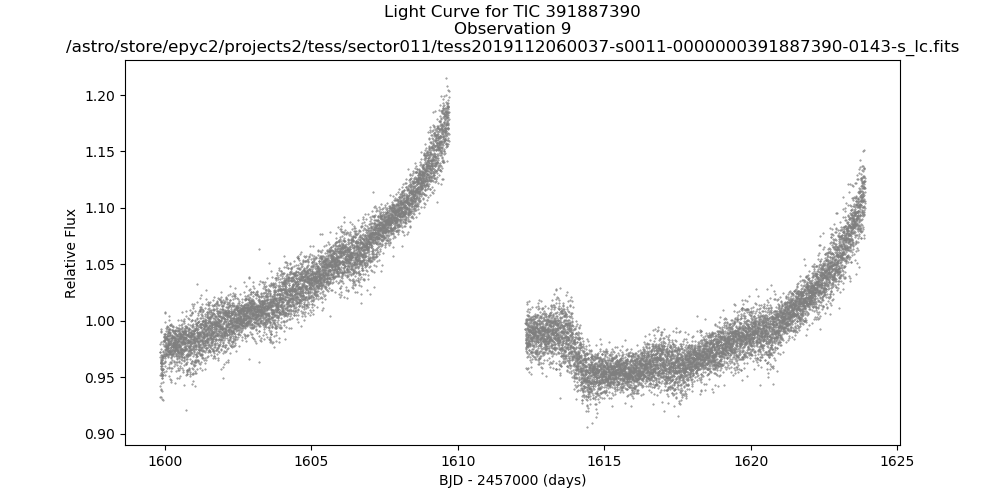 Light Curve for TIC 391887390
Observation 9
/astro/store/epyc2/projects2/tess/sector011/tess2019112060037-s0011-0000000391887390-0143-s_lc.fits
1.20
1.15
1.10
1.05
1.00
0.95
0.90
Relative Flux
1600 1605 1610 1615 1620 1625
BJD - 2457000 (days)